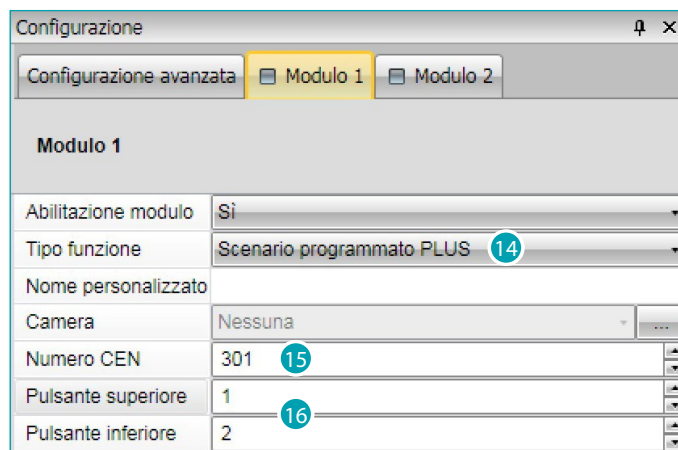 Configurazione
Configurazione avanzata Modulo 1 Modulo 2
Modulo 1
Abilitazione modulo Sì
Tipo funzione Scenario programmato PLUS 14
Nome personalizzato
Camera Nessuna ...
Numero CEN 301 15
Pulsante superiore 1
16
Pulsante inferiore 2